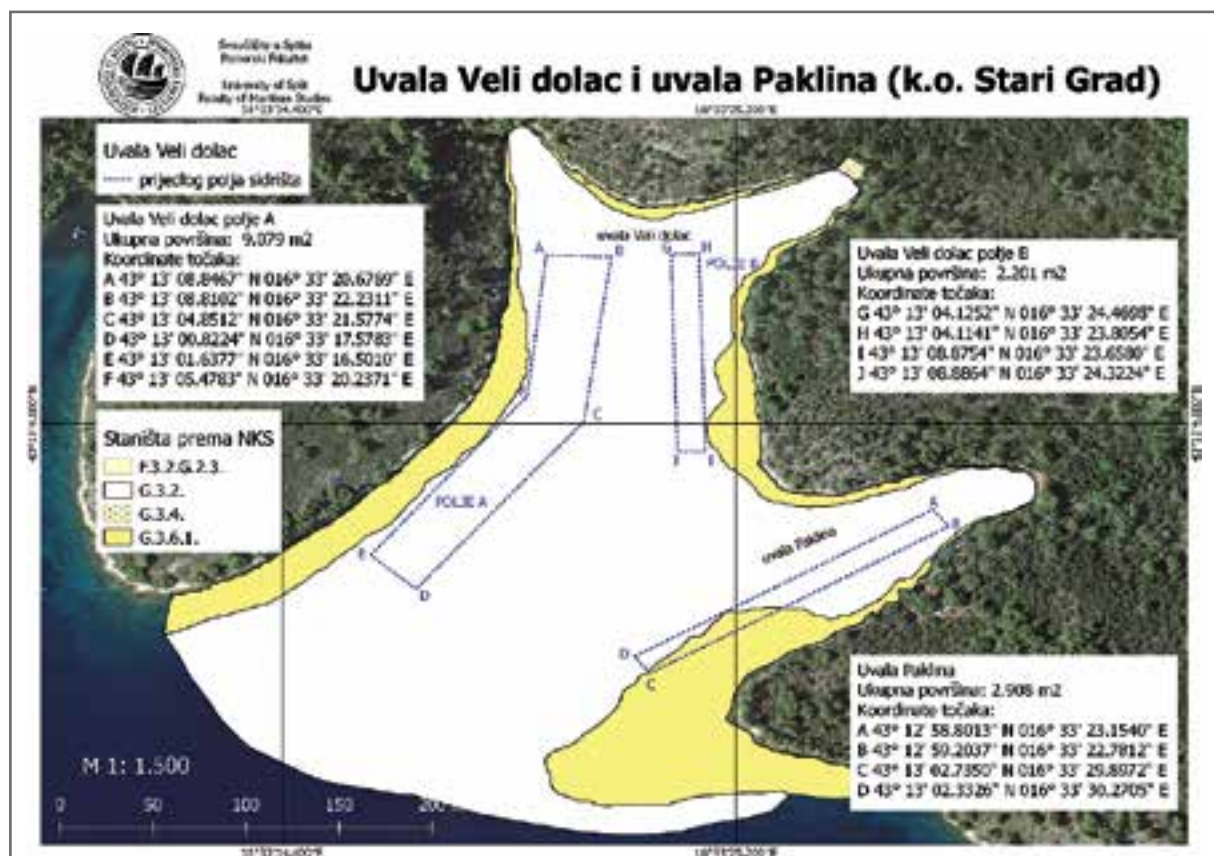 Sveučilište u Splitu
Pomorski Fakultet
University of Split
Faculty of Maritime Studies
Uvala Veli dolac i uvala Paklina (k.o. Stari Grad)
Uvala Veli dolac
prijedlog polja sidrišta
Uvala Veli dolac polje A
Ukupna površina: 9.079 m2
Koordinate točaka:
A 43° 13' 08.8467" N 016° 33' 20.6769" E
B 43° 13' 08.8102" N 016° 33' 22.2311" E
C 43° 13' 04.8512" N 016° 33' 21.5774" E
D 43° 13' 00.8224" N 016° 33' 17.5783" E
E 43° 13' 01.6377" N 016° 33' 16.5010" E
F 43° 13' 05.4783" N 016° 33' 20.2371" E
Staništa prema NKS
F.3.2.G.2.3.
G.3.2.
G.3.4.
G.3.6.1.
uvala Veli dolac
A
B
G
H
POLJE B
C
F
I
POLJE A
E
D
uvala Paklina
A
B
D
C
Uvala Veli dolac polje B
Ukupna površina: 2.201 m2
Koordinate točaka:
G 43° 13' 04.1252" N 016° 33' 24.4698" E
H 43° 13' 04.1141" N 016° 33' 23.8054" E
I 43° 13' 08.8754" N 016° 33' 23.6580" E
J 43° 13' 08.8864" N 016° 33' 24.3224" E
Uvala Paklina
Ukupna površina: 2.908 m2
Koordinate točaka:
A 43° 12' 58.8013" N 016° 33' 23.1540" E
B 43° 12' 59.2037" N 016° 33' 22.7812" E
C 43° 13' 02.7350" N 016° 33' 29.8972" E
D 43° 13' 02.3326" N 016° 33' 30.2705" E
M 1: 1.500
0 50 100 150 200